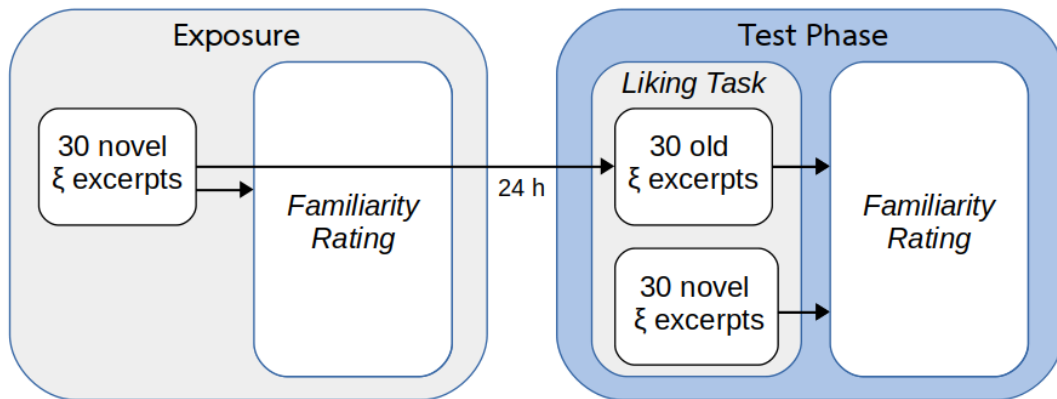 Exposure
30 novel
ξ excerpts
Familiarity
Rating
24 h
Test Phase
Liking Task
30 old
ξ excerpts
30 novel
ξ excerpts
Familiarity
Rating